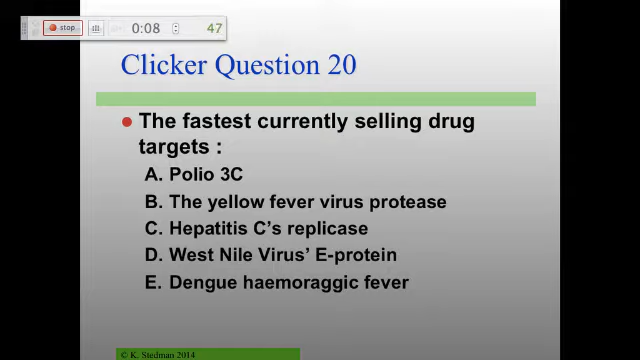 stop
0:08
47
Clicker Question 20
The fastest currently selling drug
targets :
A. Polio 3C
B. The yellow fever virus protease
C. Hepatitis C's replicase
D. West Nile Virus' E-protein
E. Dengue haemoraggic fever
© K. Stedman 2014